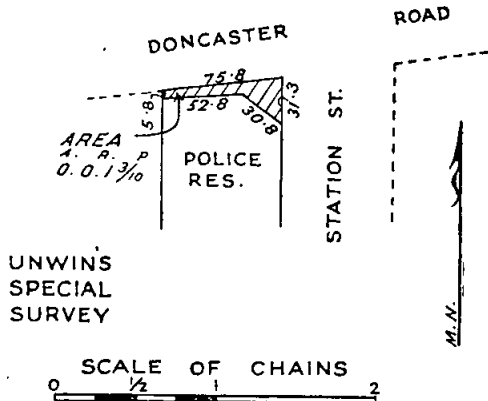 DONCASTER ROAD
75·8
5·8
52·8
30·8
31·3
AREA
A. R. P
0. 0. 1 3/10
POLICE
RES.
STATION ST.
UNWIN'S
SPECIAL
SURVEY
M.N.
SCALE OF CHAINS
0 1/2 1 2